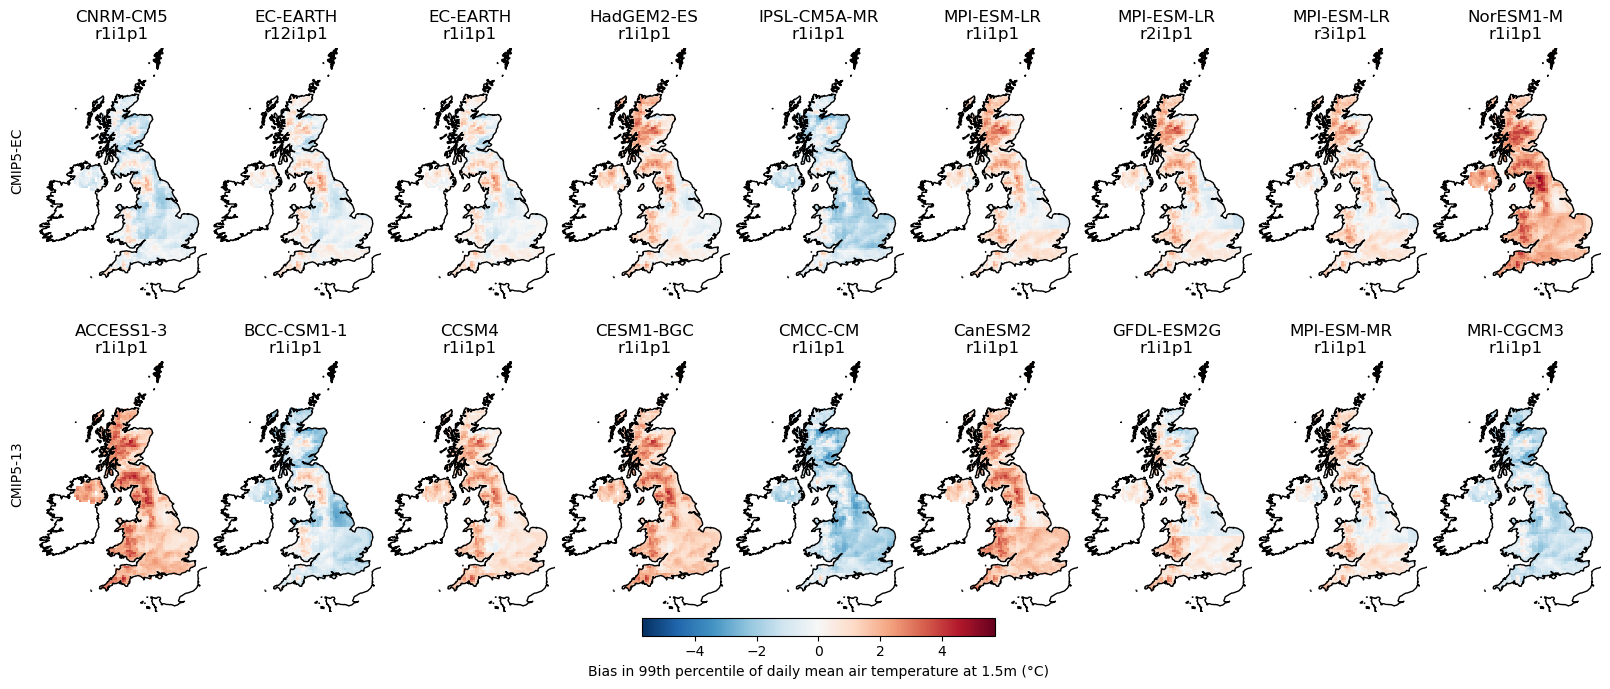 CNRM-CM5 EC-EARTH EC-EARTH HadGEM2-ES IPSL-CM5A-MR MPI-ESM-LR MPI-ESM-LR MPI-ESM-LR NorESM1-M
r1i1p1 r12i1p1 r1i1p1 r1i1p1 r1i1p1 r1i1p1 r2i1p1 r3i1p1 r1i1p1
CMIP5-EC
ACCESS1-3 BCC-CSM1-1 CCSM4 CESM1-BGC CMCC-CM CanESM2 GFDL-ESM2G MPI-ESM-MR MRI-CGCM3
r1i1p1 r1i1p1 r1i1p1 r1i1p1 r1i1p1 r1i1p1 r1i1p1 r1i1p1 r1i1p1
CMIP5-13
−4 −2 0 2 4
Bias in 99th percentile of daily mean air temperature at 1.5m (°C)